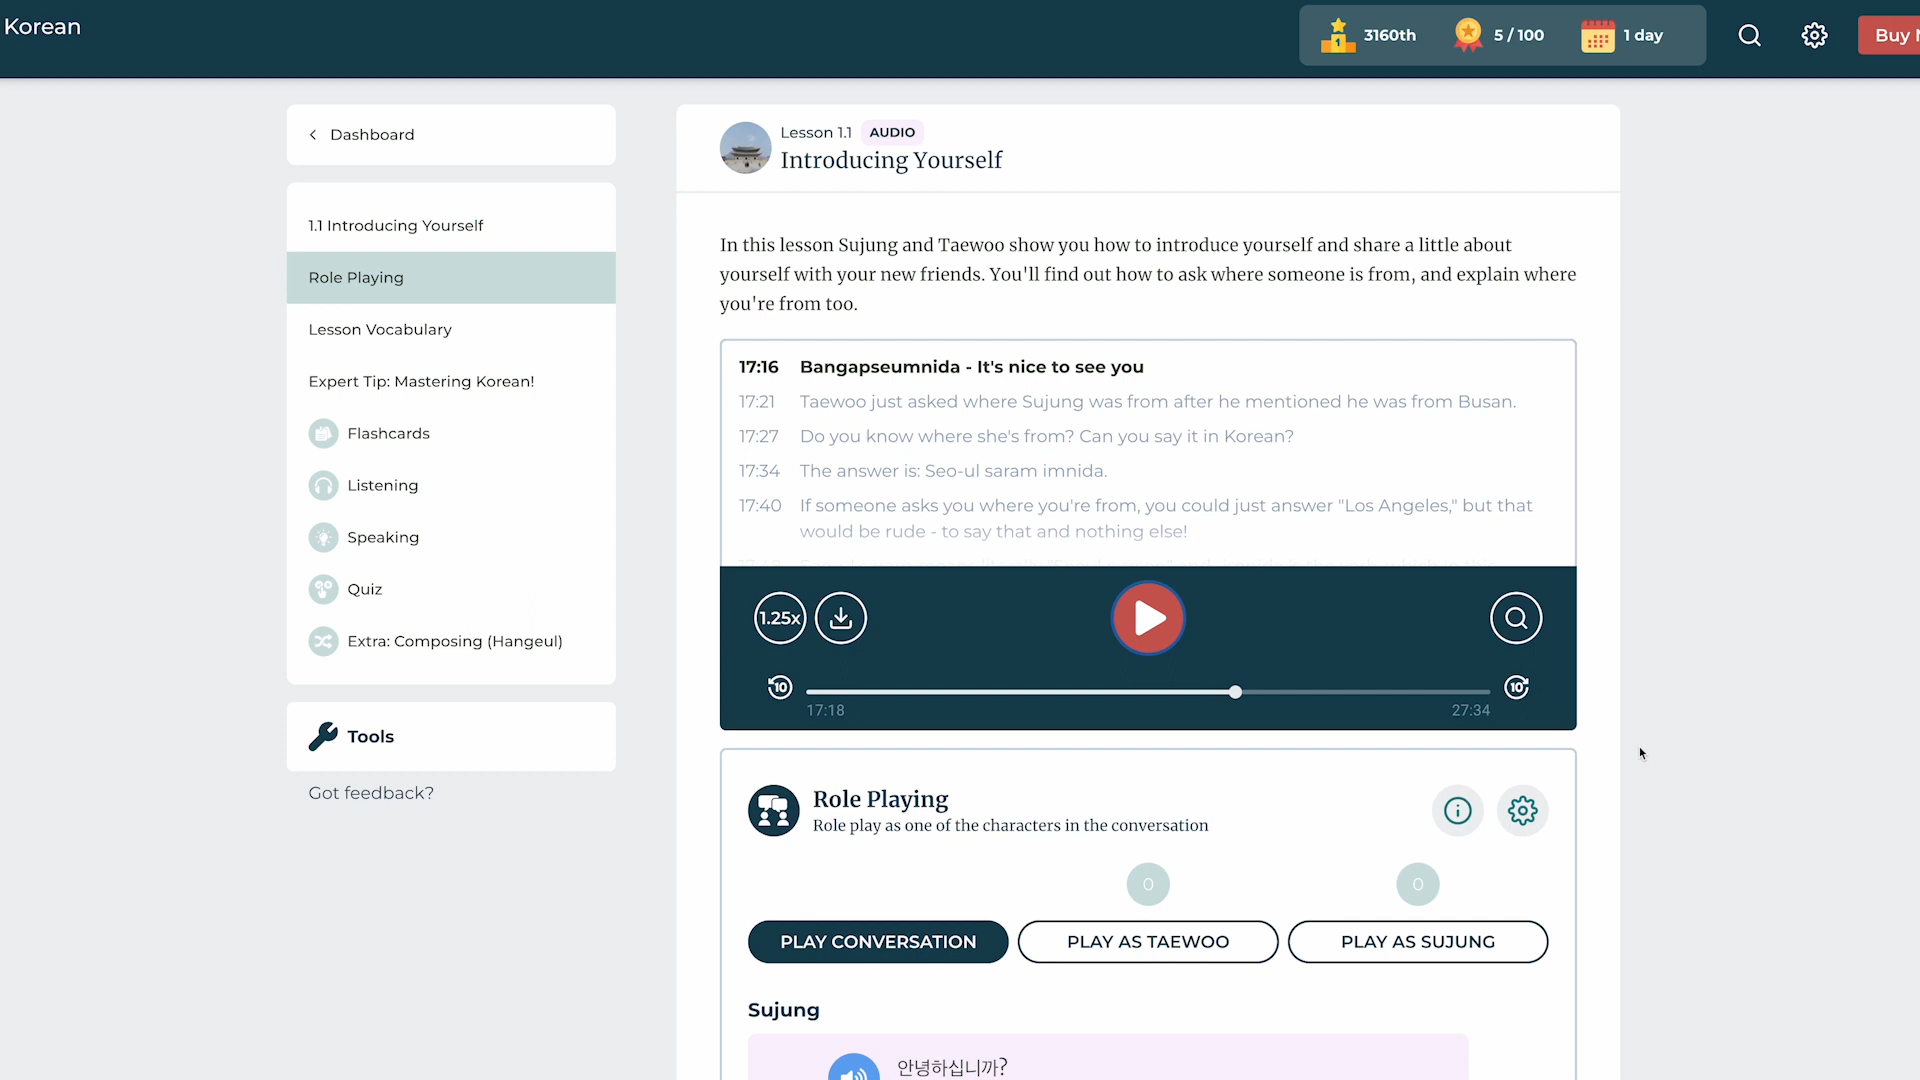 Korean
3160th
5 / 100
1 day
Buy
Dashboard
1.1 Introducing Yourself
Role Playing
Lesson Vocabulary
Expert Tip: Mastering Korean!
Flashcards
Listening
Speaking
Quiz
Extra: Composing (Hangeul)
Tools
Got feedback?
Lesson 1.1 AUDIO
Introducing Yourself
In this lesson Sujung and Taewoo show you how to introduce yourself and share a little about
yourself with your new friends. You'll find out how to ask where someone is from, and explain where
you're from too.
17:16 Bangapseumnida - It's nice to see you
17:21 Taewoo just asked where Sujung was from after he mentioned he was from Busan.
17:27 Do you know where she's from? Can you say it in Korean?
17:34 The answer is: Seo-ul saram imnida.
17:40 If someone asks you where you're from, you could just answer "Los Angeles," but that
would be rude - to say that and nothing else!
1.25x
10
10
17:18
27:34
Role Playing
Role play as one of the characters in the conversation
0
0
PLAY CONVERSATION
PLAY AS TAEWOO
PLAY AS SUJUNG
Sujung
안녕하십니까?